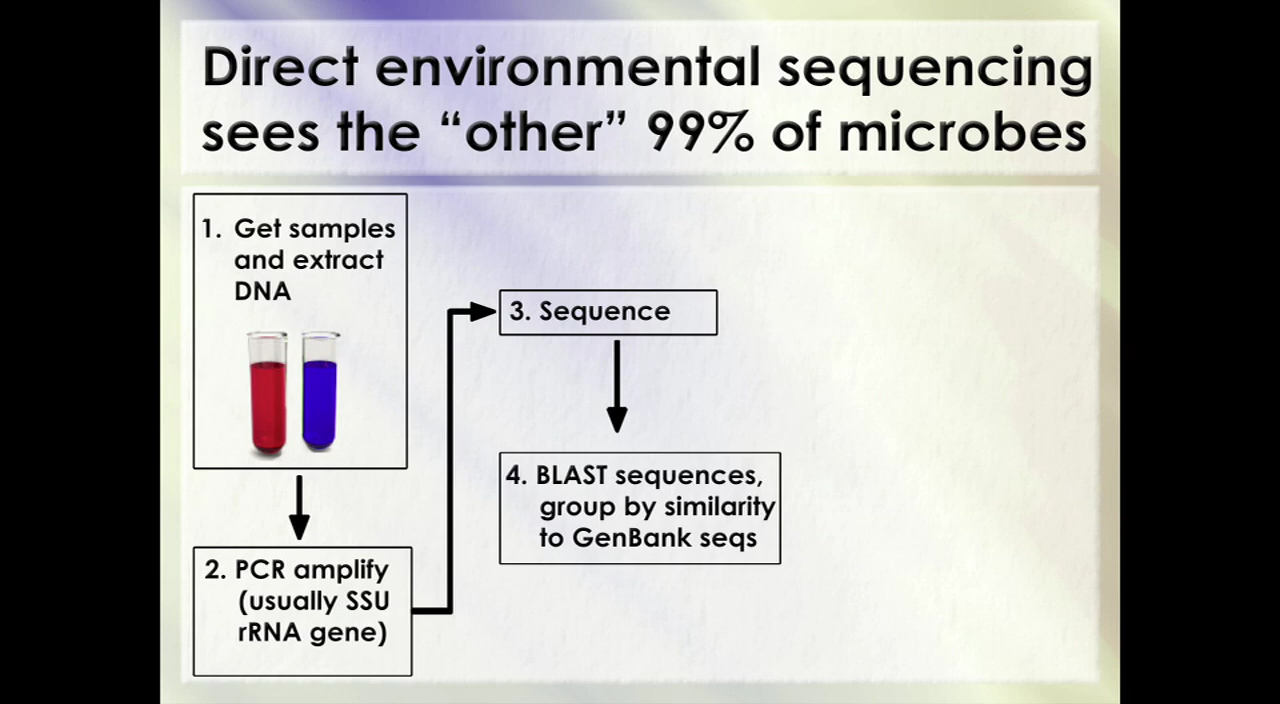 Direct environmental sequencing
sees the “other” 99% of microbes
1. Get samples
and extract
DNA
2. PCR amplify
(usually SSU
rRNA gene)
3. Sequence
4. BLAST sequences,
group by similarity
to GenBank seqs